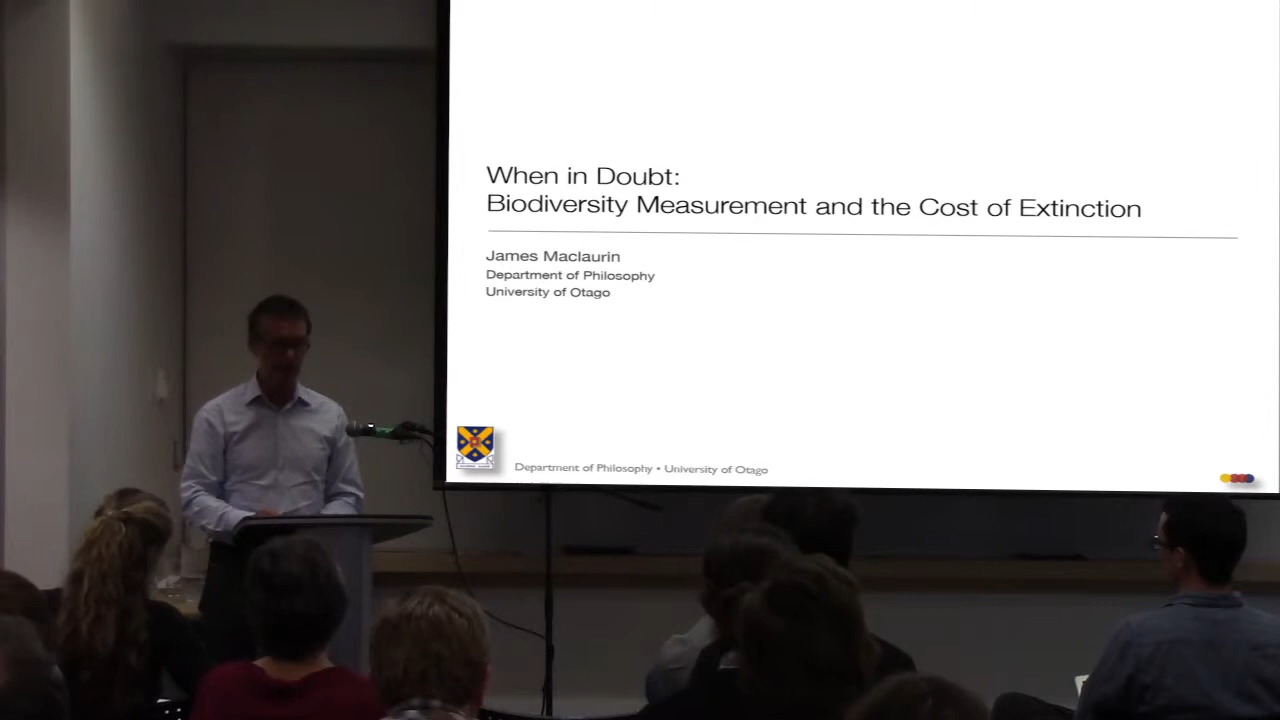 When in Doubt:
Biodiversity Measurement and the Cost of Extinction
James Maclaurin
Department of Philosophy
University of Otago
Department of Philosophy • University of Otago